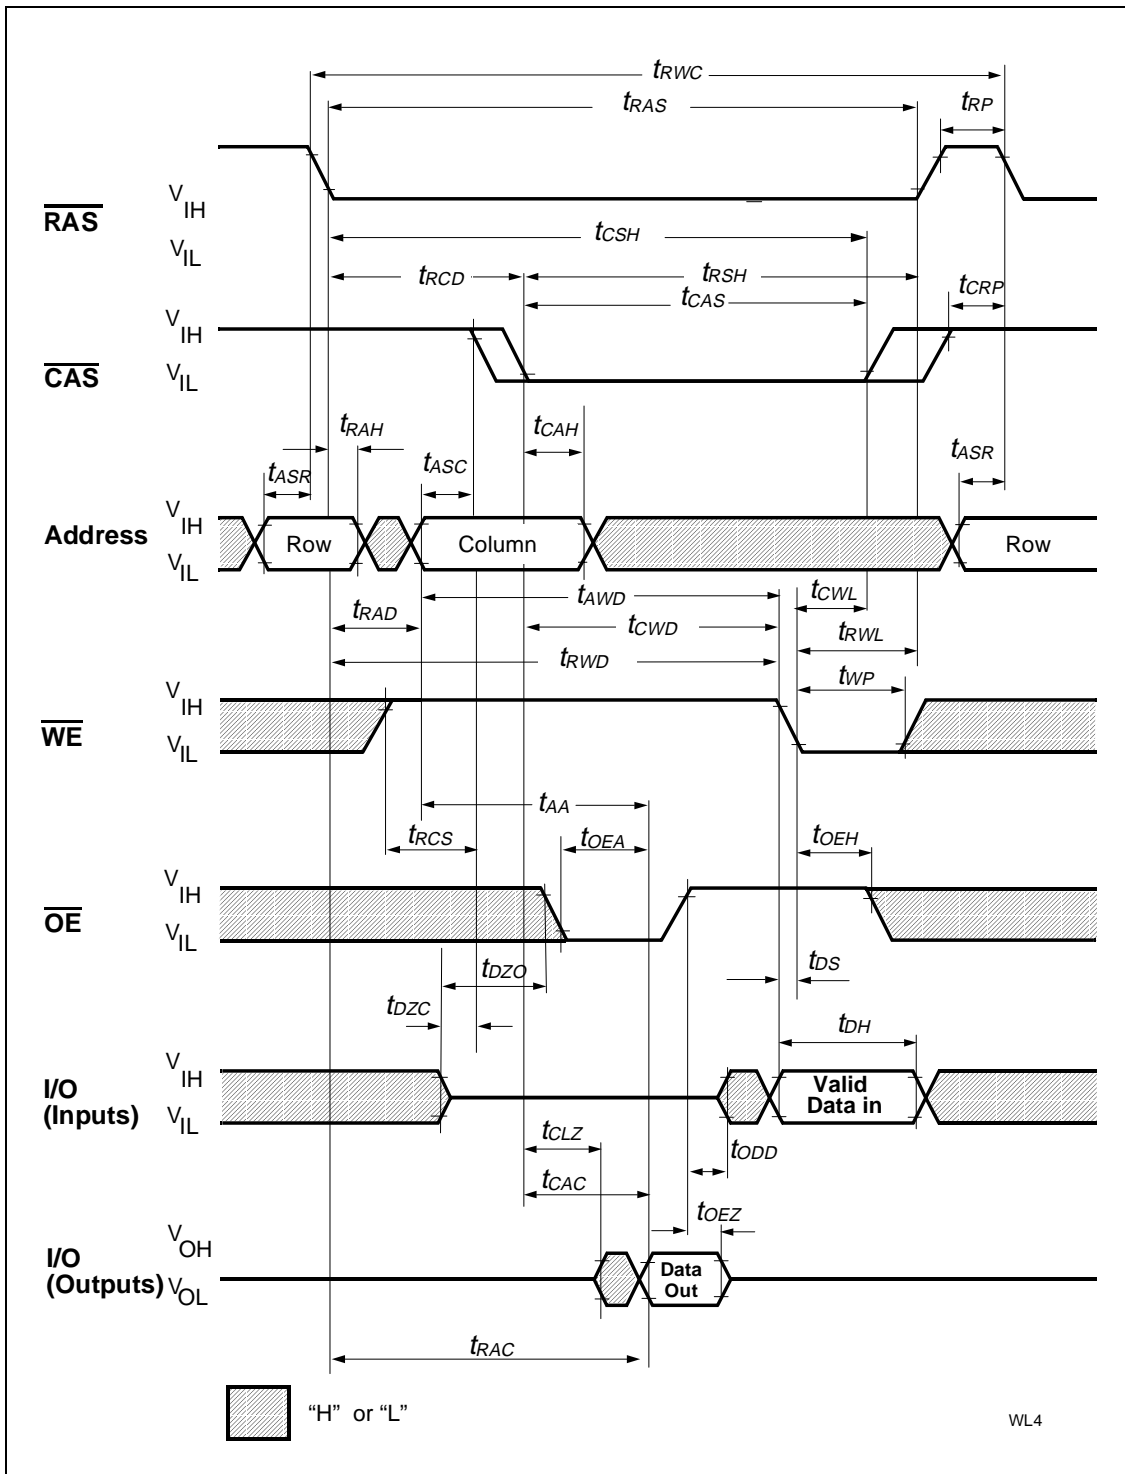 tRWC
tRAS
tRP
VIH
RAS
VIL
tCSH
tRCD
tRSH
tCAS
tCRP
VIH
CAS
VIL
tRAH
tCAH
tASR
tASC
tASR
VIH
Address
Row
Column
Row
VIL
tAWD
tCWL
tRAD
tCWD
tRWL
tRWD
tWP
VIH
WE
VIL
tAA
tRCS
tOEA
tOEH
VIH
OE
VIL
tDZO
tDS
tDZC
tDH
VIH
I/O
(Inputs)
Valid
Data in
VIL
tCLZ
tODD
tCAC
tOEZ
VOH
I/O
(Outputs)
VOL
Data
Out
tRAC
“H” or “L”
WL4